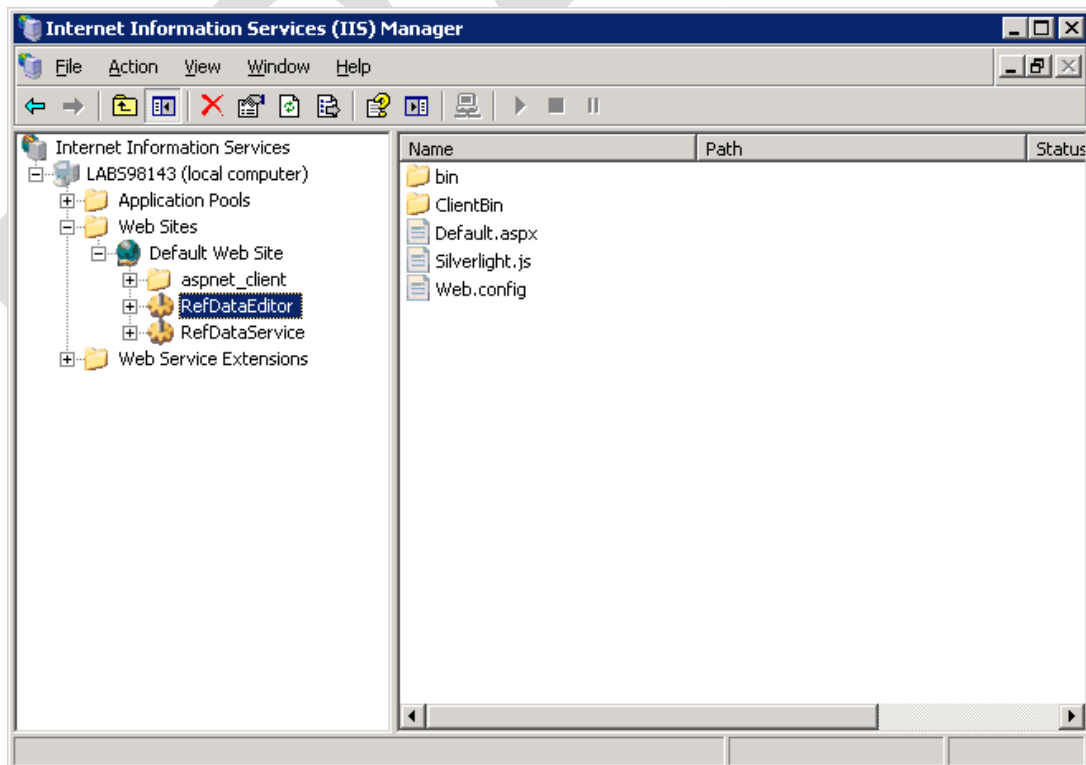 Internet Information Services (IIS) Manager
File Action View Window Help
Internet Information Services
LABS98143 (local computer)
Application Pools
Web Sites
Default Web Site
aspnet_client
RefDataEditor
RefDataService
Web Service Extensions
Name Path Status
bin
ClientBin
Default.aspx
Silverlight.js
Web.config